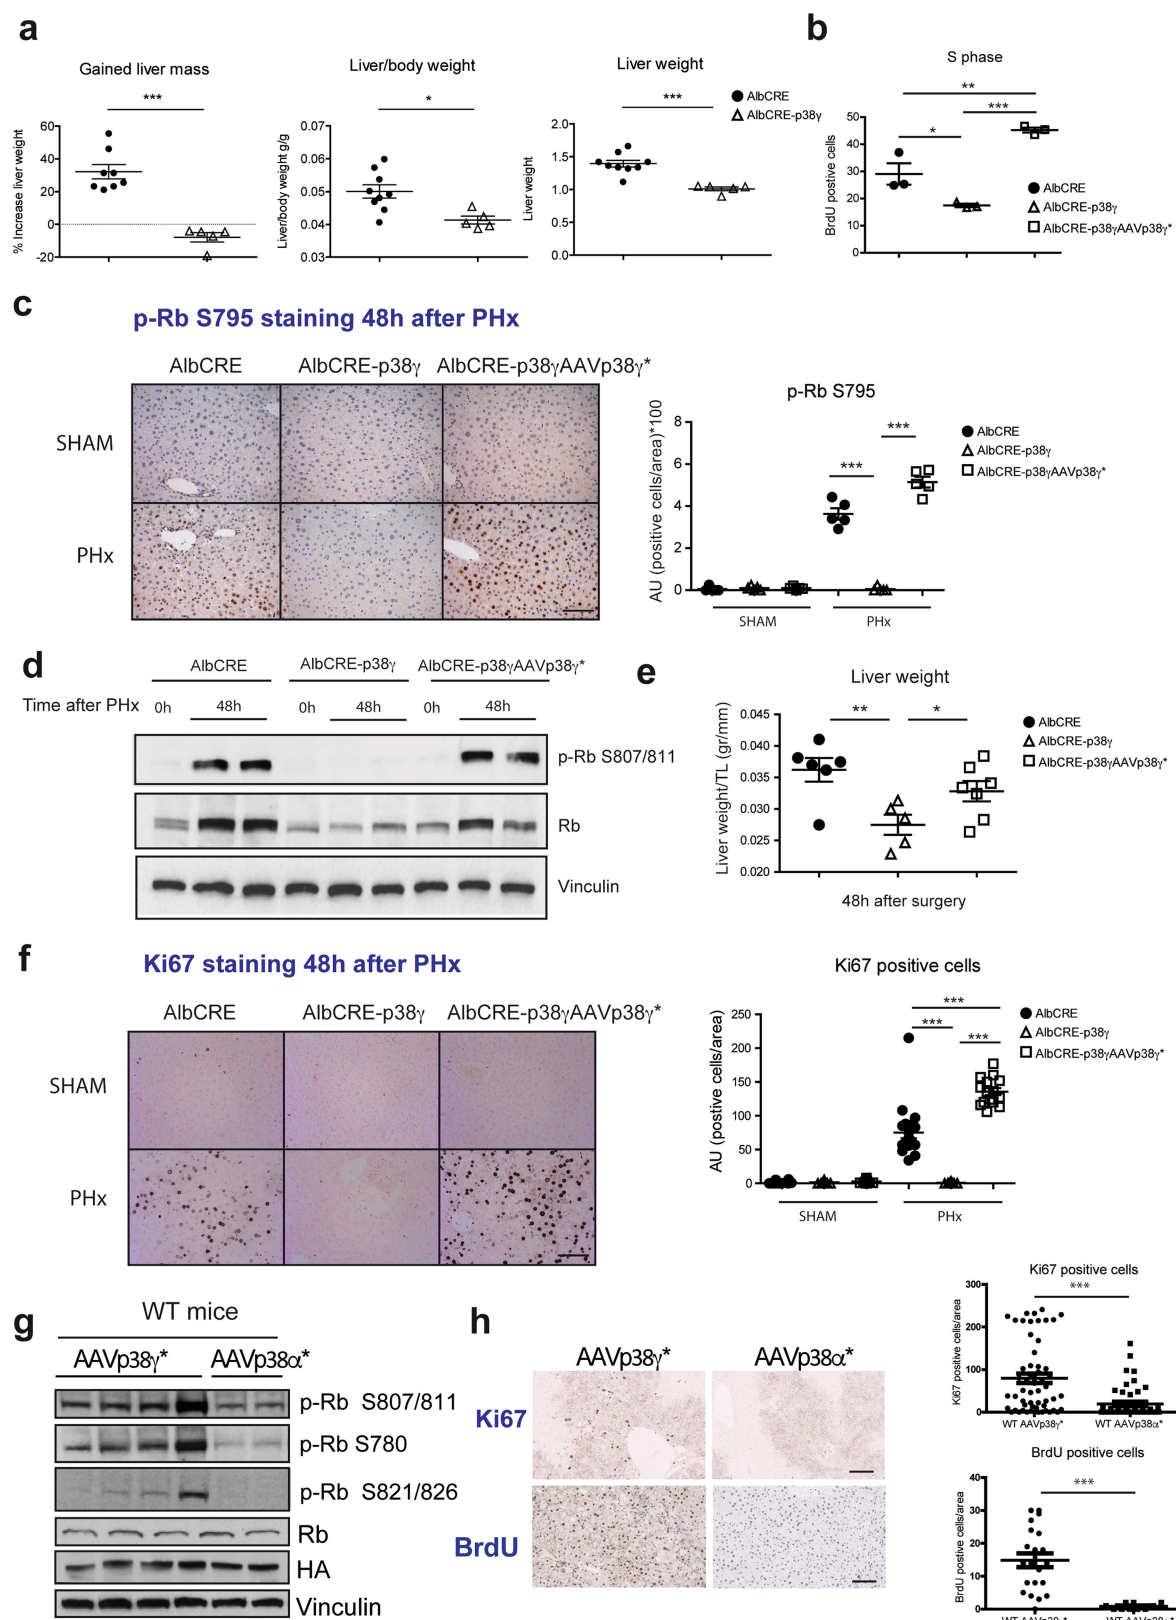 a
Gained liver mass
***
% Increase liver weight
60
40
20
0
-20
Liver/body weight
*
Liver/body weight g/g
0.07
0.06
0.05
0.04
0.03
Liver weight
***
Liver weight
2.0
1.5
1.0
0.5
0.0
AlbCRE
AlbCRE-p38γ
b
S phase
**
***
*
BrdU positive cells
50
40
30
20
10
0
AlbCRE
AlbCRE-p38γ
AlbCRE-p38γAAVp38γ*
c
p-Rb S795 staining 48h after PHx
AlbCRE AlbCRE-p38γ AlbCRE-p38γAAVp38γ*
SHAM
PHx
p-Rb S795
AU (positive cells/area)*100
8
6
4
2
0
***
***
SHAM PHx
AlbCRE
AlbCRE-p38γ
AlbCRE-p38γAAVp38γ*
d
AlbCRE AlbCRE-p38γ AlbCRE-p38γAAVp38γ*
Time after PHx 0h 48h 0h 48h 0h 48h
p-Rb S807/811
Rb
Vinculin
e
Liver weight
** *
Liver weight/TL (gr/mm)
0.045
0.040
0.035
0.030
0.025
0.020
48h after surgery
AlbCRE
AlbCRE-p38γ
AlbCRE-p38γAAVp38γ*
f
Ki67 staining 48h after PHx
AlbCRE AlbCRE-p38γ AlbCRE-p38γAAVp38γ*
SHAM
PHx
Ki67 positive cells
AU (postive cells/area)
250
200
150
100
50
0
***
***
***
SHAM PHx
AlbCRE
AlbCRE-p38γ
AlbCRE-p38γAAVp38γ*
g
WT mice
AAVp38γ* AAVp38α*
p-Rb S807/811
p-Rb S780
p-Rb S821/826
Rb
HA
Vinculin
h
AAVp38γ* AAVp38α*
Ki67
BrdU
Ki67 positive cells
***
Ki67 positive cells/area
300
200
100
0
WT AAVp38γ* WT AAVp38α*
BrdU positive cells
***
BrdU positive cells/area
40
30
20
10
0
WT AAVp38γ* WT AAVp38α*